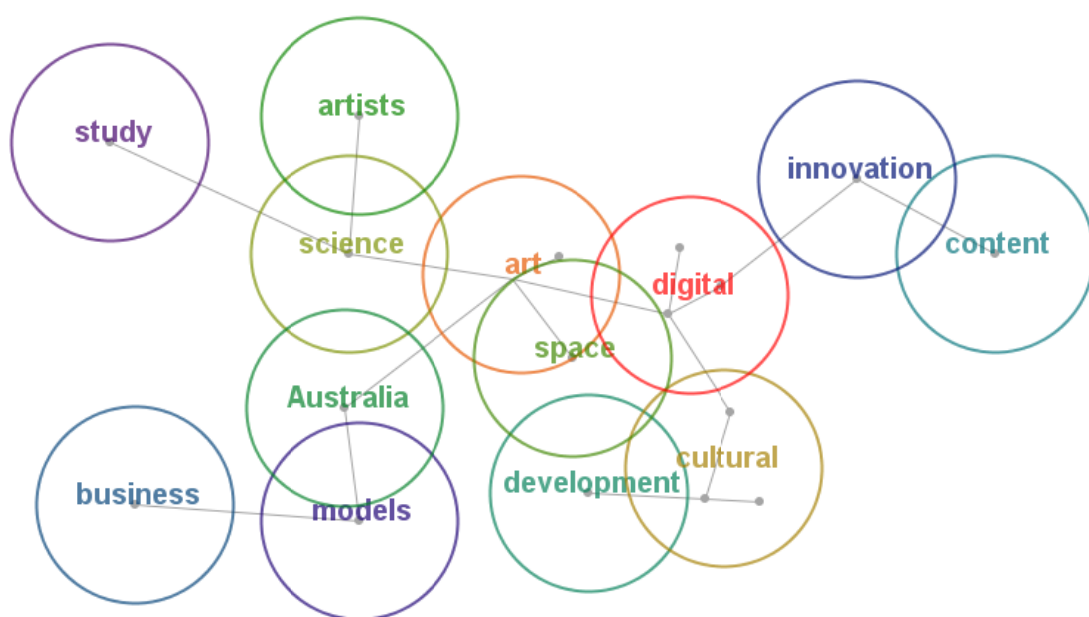 study
artists
innovation
science
content
art
digital
space
Australia
cultural
development
business
models